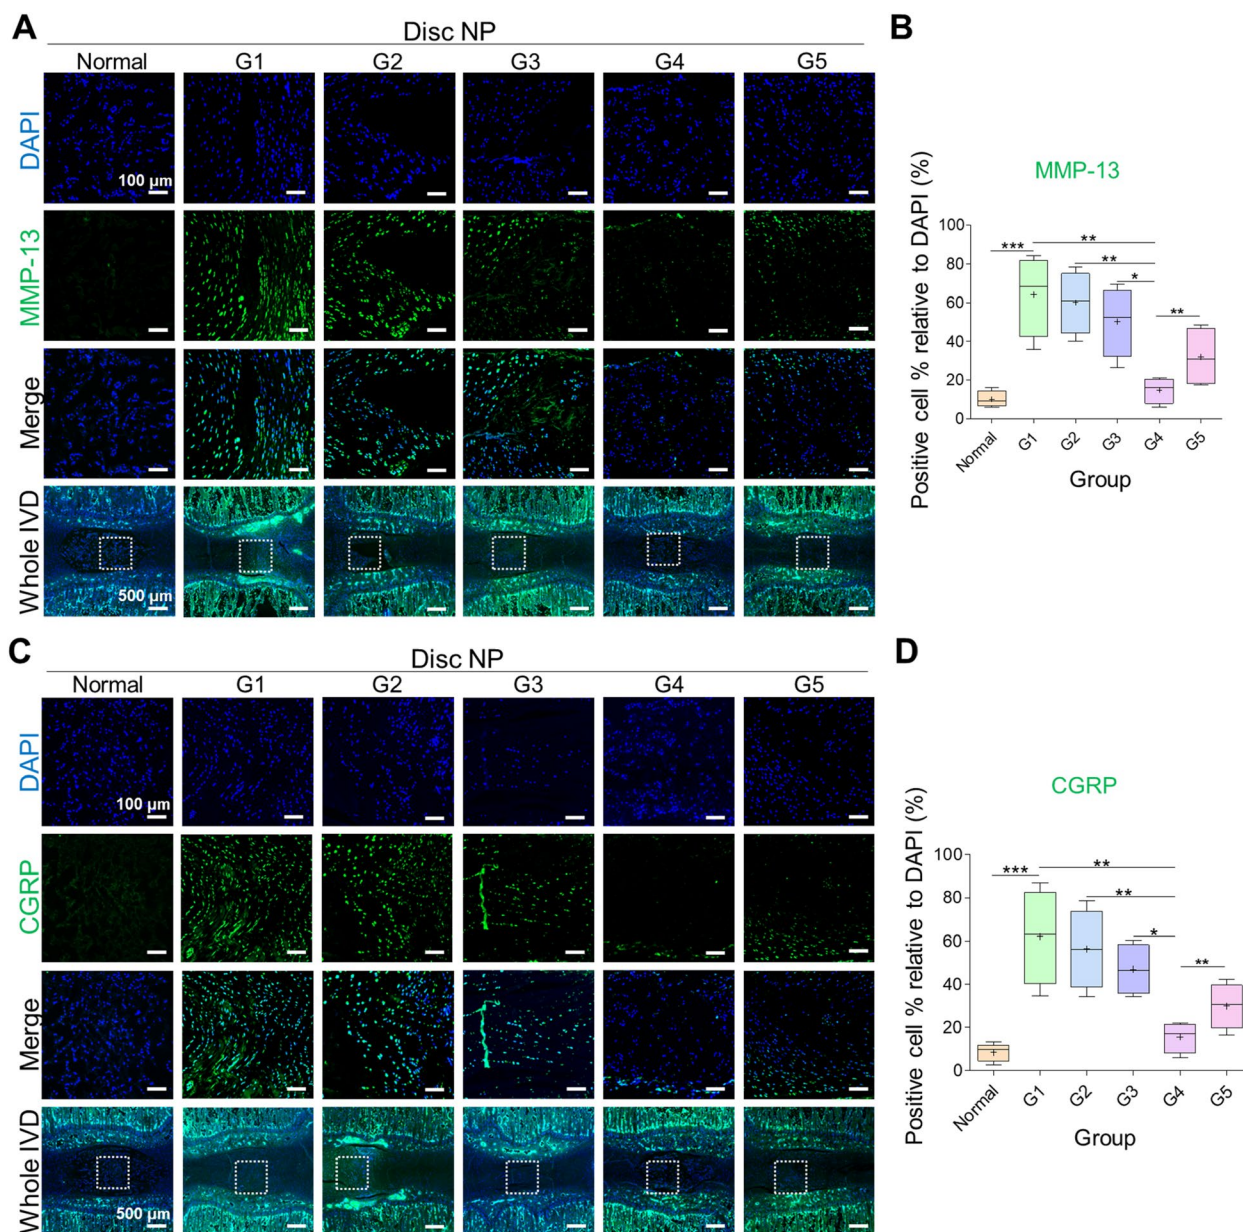 A
Disc NP
Normal G1 G2 G3 G4 G5
DAPI
100 µm
MMP-13
Merge
Whole IVD
500 µm
B
MMP-13
Positive cell % relative to DAPI (%)
100
80
60
40
20
0
*** ** ** * **
Normal G1 G2 G3 G4 G5
Group
C
Disc NP
Normal G1 G2 G3 G4 G5
DAPI
100 µm
CGRP
Merge
Whole IVD
500 µm
D
CGRP
Positive cell % relative to DAPI (%)
100
80
60
40
20
0
*** ** ** * **
Normal G1 G2 G3 G4 G5
Group